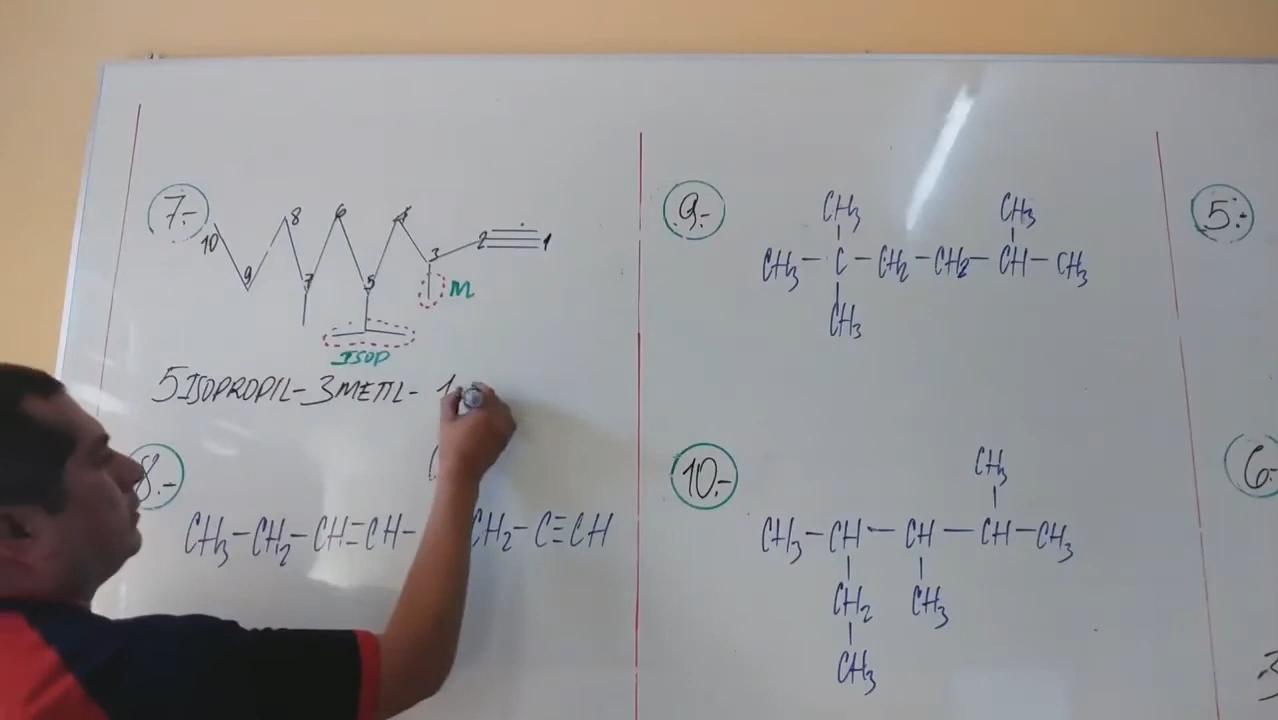 7.-
10 9 8 7 6 5 4 3 2 1
M
ISOP
5ISOPROPIL-3METIL- 1
8.-
CH3-CH2-CH=CH- CH2-C≡CH
9.-
CH3 CH3
CH3-C-CH2-CH2-CH-CH3
CH3
10.-
CH3
CH3-CH-CH-CH-CH3
CH2 CH3
CH3
5.-
6.-
3